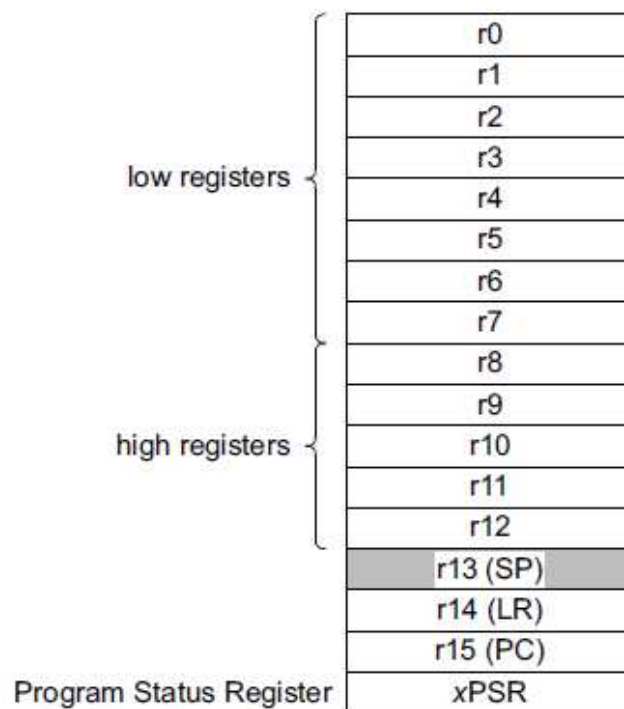 r0
r1
r2
r3
low registers
r4
r5
r6
r7
r8
r9
high registers
r10
r11
r12
r13 (SP)
r14 (LR)
r15 (PC)
Program Status Register
xPSR